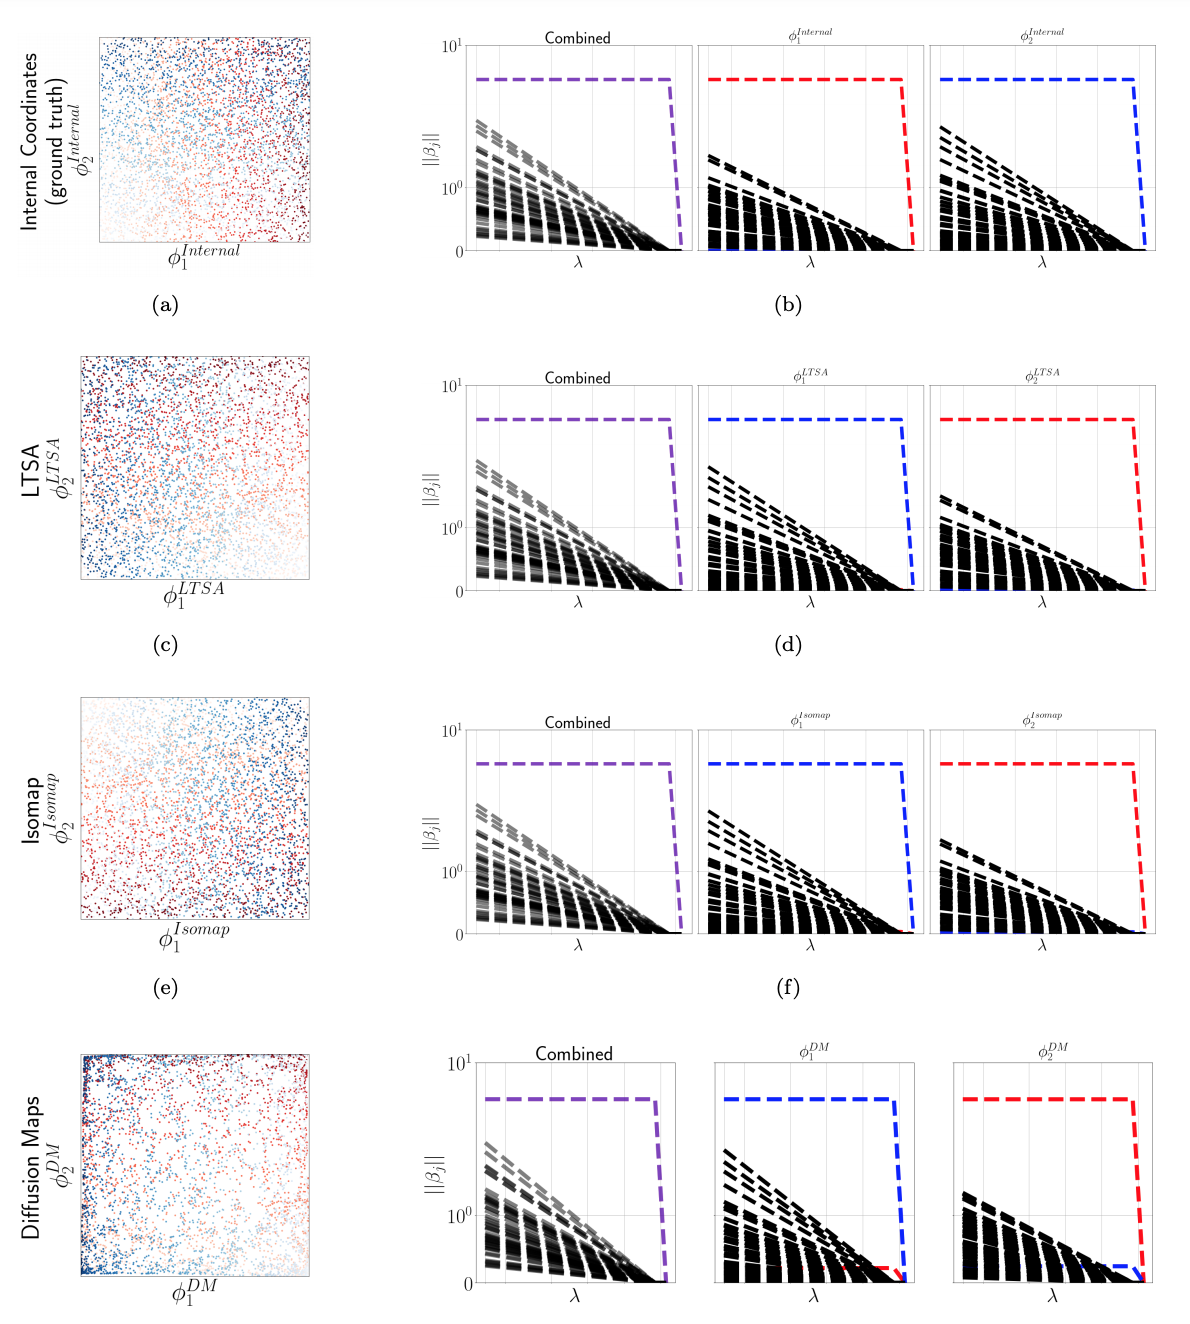 Internal Coordinates
(ground truth)
ϕ_2^{Internal}
ϕ_1^{Internal}
(a)
Combined
ϕ_1^{Internal}
ϕ_2^{Internal}
10^1
||β_j||
10^0
0
λ
λ
λ
(b)
LTSA
ϕ_2^{LTSA}
ϕ_1^{LTSA}
(c)
Combined
ϕ_1^{LTSA}
ϕ_2^{LTSA}
10^1
||β_j||
10^0
0
λ
λ
λ
(d)
Isomap
ϕ_2^{Isomap}
ϕ_1^{Isomap}
(e)
Combined
ϕ_1^{Isomap}
ϕ_2^{Isomap}
10^1
||β_j||
10^0
0
λ
λ
λ
(f)
Diffusion Maps
ϕ_2^{DM}
ϕ_1^{DM}
Combined
ϕ_1^{DM}
ϕ_2^{DM}
10^1
||β_j||
10^0
0
λ
λ
λ